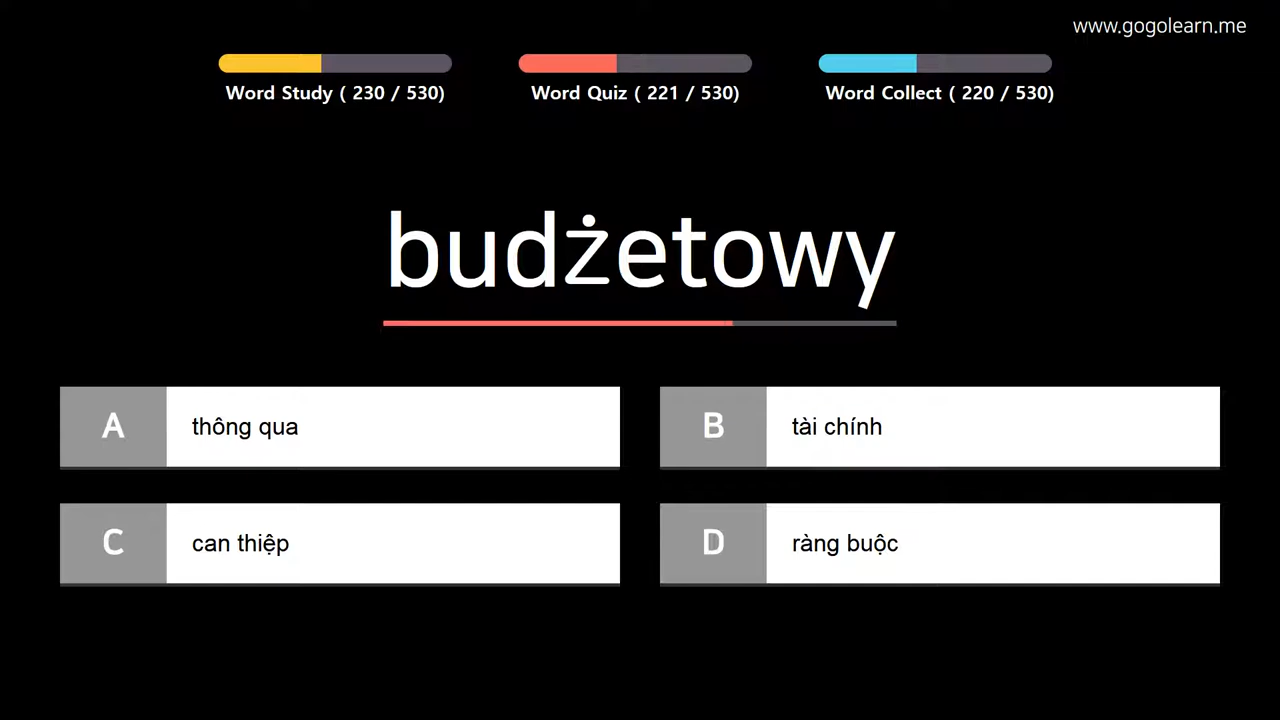 www.gogolearn.me
Word Study ( 230 / 530)
Word Quiz ( 221 / 530)
Word Collect ( 220 / 530)
budżetowy
A
thông qua
B
tài chính
C
can thiệp
D
ràng buộc